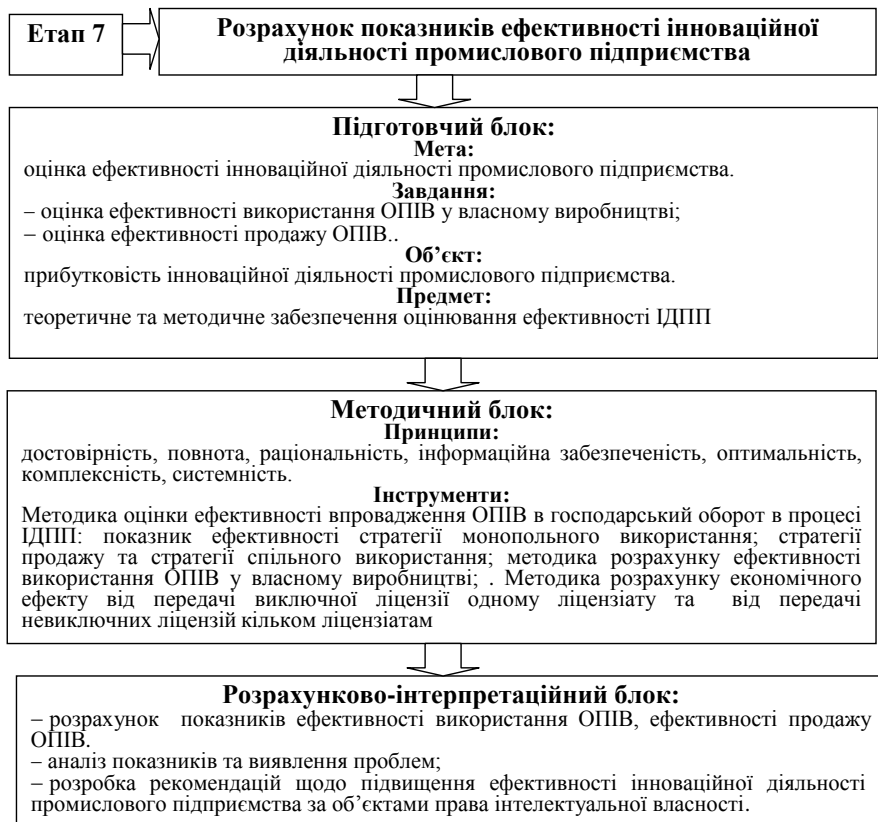 Етап 7
Розрахунок показників ефективності інноваційної
діяльності промислового підприємства
Підготовчий блок:
Мета:
оцінка ефективності інноваційної діяльності промислового підприємства.
Завдання:
– оцінка ефективності використання ОПІВ у власному виробництві;
– оцінка ефективності продажу ОПІВ..
Об’єкт:
прибутковість інноваційної діяльності промислового підприємства.
Предмет:
теоретичне та методичне забезпечення оцінювання ефективності ІДПП
Методичний блок:
Принципи:
достовірність, повнота, раціональність, інформаційна забезпеченість, оптимальність,
комплексність, системність.
Інструменти:
Методика оцінки ефективності впровадження ОПІВ в господарський оборот в процесі
ІДПП: показник ефективності стратегії монопольного використання; стратегії
продажу та стратегії спільного використання; методика розрахунку ефективності
використання ОПІВ у власному виробництві; . Методика розрахунку економічного
ефекту від передачі виключної ліцензії одному ліцензіату та від передачі
невиключних ліцензій кільком ліцензіатам
Розрахунково-інтерпретаційний блок:
– розрахунок показників ефективності використання ОПІВ, ефективності продажу
ОПІВ.
– аналіз показників та виявлення проблем;
– розробка рекомендацій щодо підвищення ефективності інноваційної діяльності
промислового підприємства за об’єктами права інтелектуальної власності.